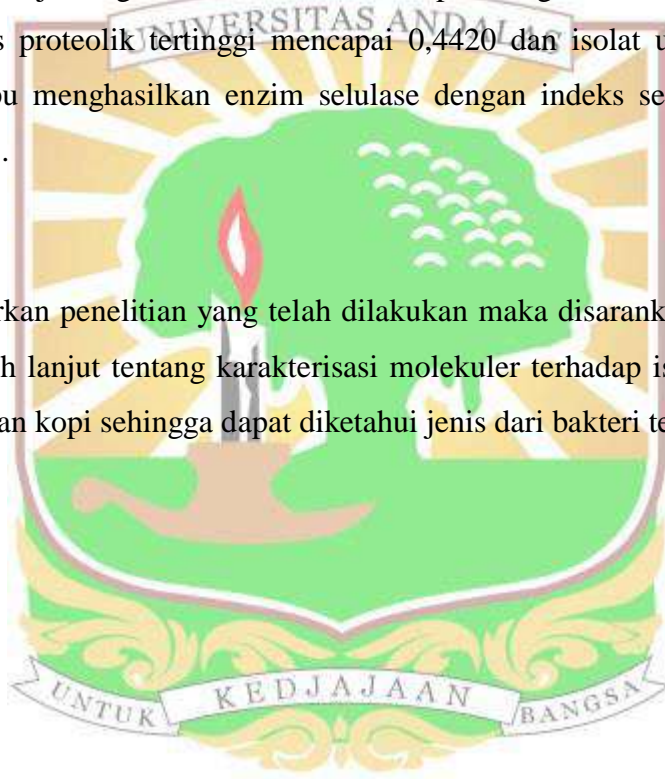 UNIVERSITAS ANDALAS
s proteolik tertinggi mencapai 0,4420 dan isolat u
u menghasilkan enzim selulase dengan indeks se
.
rkan penelitian yang telah dilakukan maka disarank
h lanjut tentang karakterisasi molekuler terhadap is
an kopi sehingga dapat diketahui jenis dari bakteri te
UNTUK KEDJAJAAN BANGSA